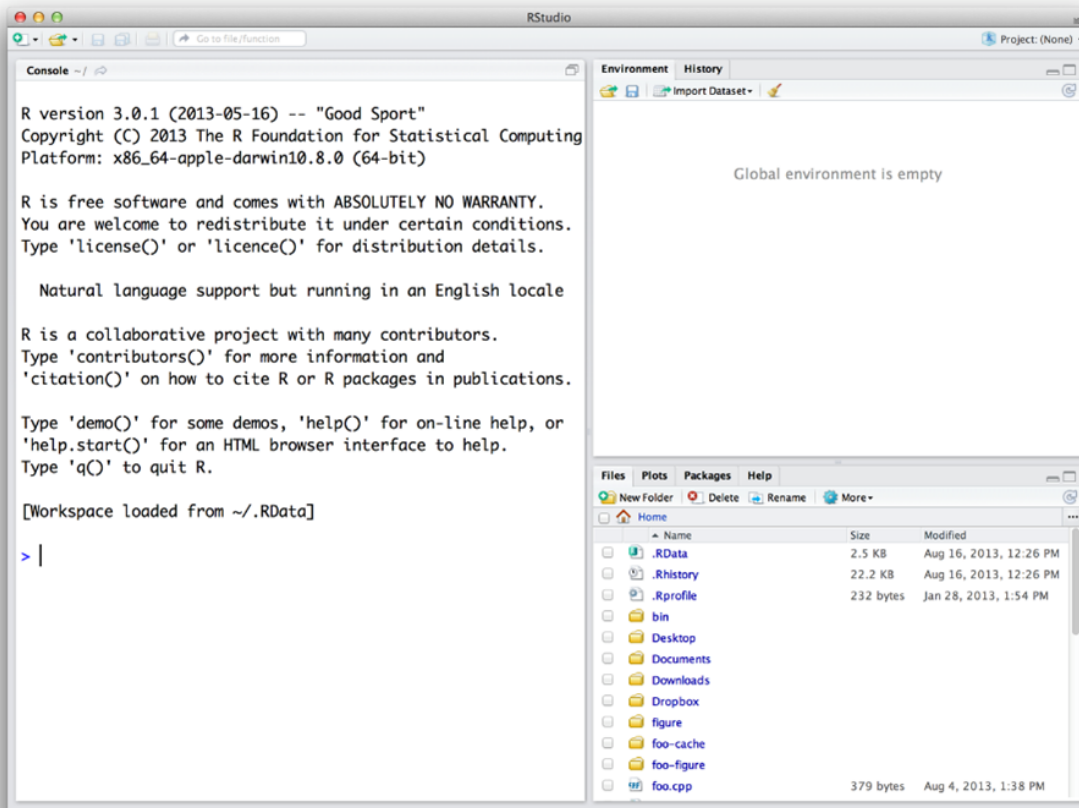 RStudio
Go to file/function
Project: (None)
Console ~/
R version 3.0.1 (2013-05-16) -- "Good Sport"
Copyright (C) 2013 The R Foundation for Statistical Computing
Platform: x86_64-apple-darwin10.8.0 (64-bit)
R is free software and comes with ABSOLUTELY NO WARRANTY.
You are welcome to redistribute it under certain conditions.
Type 'license()' or 'licence()' for distribution details.
Natural language support but running in an English locale
R is a collaborative project with many contributors.
Type 'contributors()' for more information and
'citation()' on how to cite R or R packages in publications.
Type 'demo()' for some demos, 'help()' for on-line help, or
'help.start()' for an HTML browser interface to help.
Type 'q()' to quit R.
[Workspace loaded from ~/.RData]
>
Environment History
Import Dataset
Global environment is empty
Files Plots Packages Help
New Folder Delete Rename More
Home
Name Size Modified
.RData 2.5 KB Aug 16, 2013, 12:26 PM
.Rhistory 22.2 KB Aug 16, 2013, 12:26 PM
.Rprofile 232 bytes Jan 28, 2013, 1:54 PM
bin
Desktop
Documents
Downloads
Dropbox
figure
foo-cache
foo-figure
foo.cpp 379 bytes Aug 4, 2013, 1:38 PM